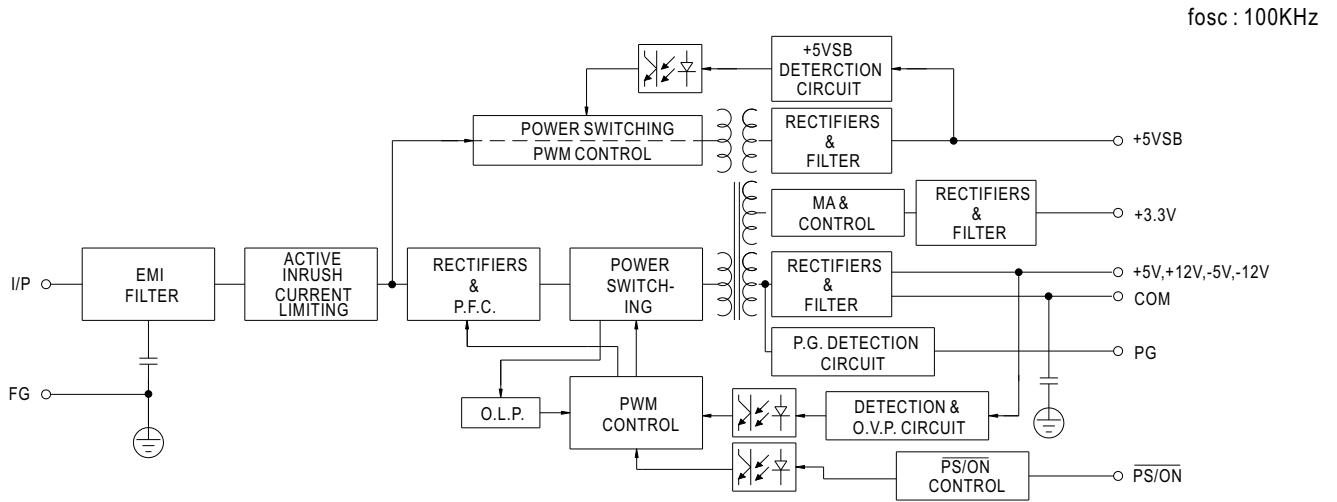 fosc : 100KHz
+5VSB
DETERCTION
CIRCUIT
POWER SWITCHING
PWM CONTROL
RECTIFIERS
&
FILTER
+5VSB
MA &
CONTROL
RECTIFIERS
&
FILTER
+3.3V
I/P
EMI
FILTER
ACTIVE
INRUSH
CURRENT
LIMITING
RECTIFIERS
&
P.F.C.
POWER
SWITCH-
ING
RECTIFIERS
&
FILTER
+5V,+12V,-5V,-12V
COM
P.G. DETECTION
CIRCUIT
PG
FG
O.L.P.
PWM
CONTROL
DETECTION &
O.V.P. CIRCUIT
PS/ON
CONTROL
PS/ON